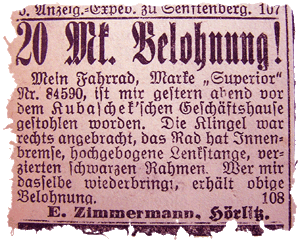 d. Anzeig.-Exped. zu Senftenberg. 107
20 Mk. Belohnung!
Mein Fahrrad, Marke „Superior“
Nr. 84590, ist mir gestern abend vor
dem Kubaschek'schen Geschäftshause
gestohlen worden. Die Klingel war
rechts angebracht, das Rad hat Innen-
bremse, hochgebogene Lenkstange, ver-
zierten schwarzen Rahmen. Wer mir
dasselbe wiederbringt, erhält obige
Belohnung. 108
E. Zimmermann, Hörlitz.